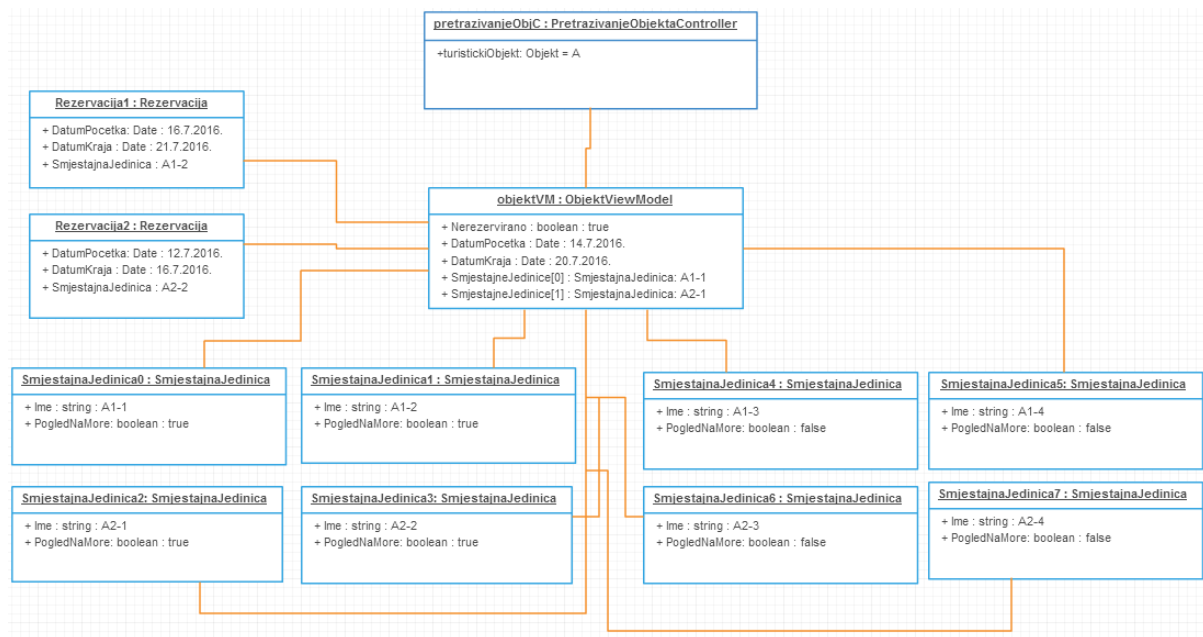 pretrazivanjeObjC : PretrazivanjeObjektaController
+turistickiObjekt: Objekt = A
Rezervacija1 : Rezervacija
+ DatumPocetka: Date : 16.7.2016.
+ DatumKraja : Date : 21.7.2016.
+ SmjestajnaJedinica : A1-2
Rezervacija2 : Rezervacija
+ DatumPocetka: Date : 12.7.2016.
+ DatumKraja : Date : 16.7.2016.
+ SmjestajnaJedinica : A2-2
objektVM : ObjektViewModel
+ Nerezervirano : boolean : true
+ DatumPocetka : Date : 14.7.2016.
+ DatumKraja : Date : 20.7.2016.
+ SmjestajneJedinice[0] : SmjestajnaJedinica: A1-1
+ SmjestajneJedinice[1] : SmjestajnaJedinica: A2-1
SmjestajnaJedinica0 : SmjestajnaJedinica
+ Ime : string : A1-1
+ PogledNaMore: boolean : true
SmjestajnaJedinica1 : SmjestajnaJedinica
+ Ime : string : A1-2
+ PogledNaMore: boolean : true
SmjestajnaJedinica4 : SmjestajnaJedinica
+ Ime : string : A1-3
+ PogledNaMore: boolean : false
SmjestajnaJedinica5: SmjestajnaJedinica
+ Ime : string : A1-4
+ PogledNaMore: boolean : false
SmjestajnaJedinica2: SmjestajnaJedinica
+ Ime : string : A2-1
+ PogledNaMore: boolean : true
SmjestajnaJedinica3: SmjestajnaJedinica
+ Ime : string : A2-2
+ PogledNaMore: boolean : true
SmjestajnaJedinica6 : SmjestajnaJedinica
+ Ime : string : A2-3
+ PogledNaMore: boolean : false
SmjestajnaJedinica7 : SmjestajnaJedinica
+ Ime : string : A2-4
+ PogledNaMore: boolean : false